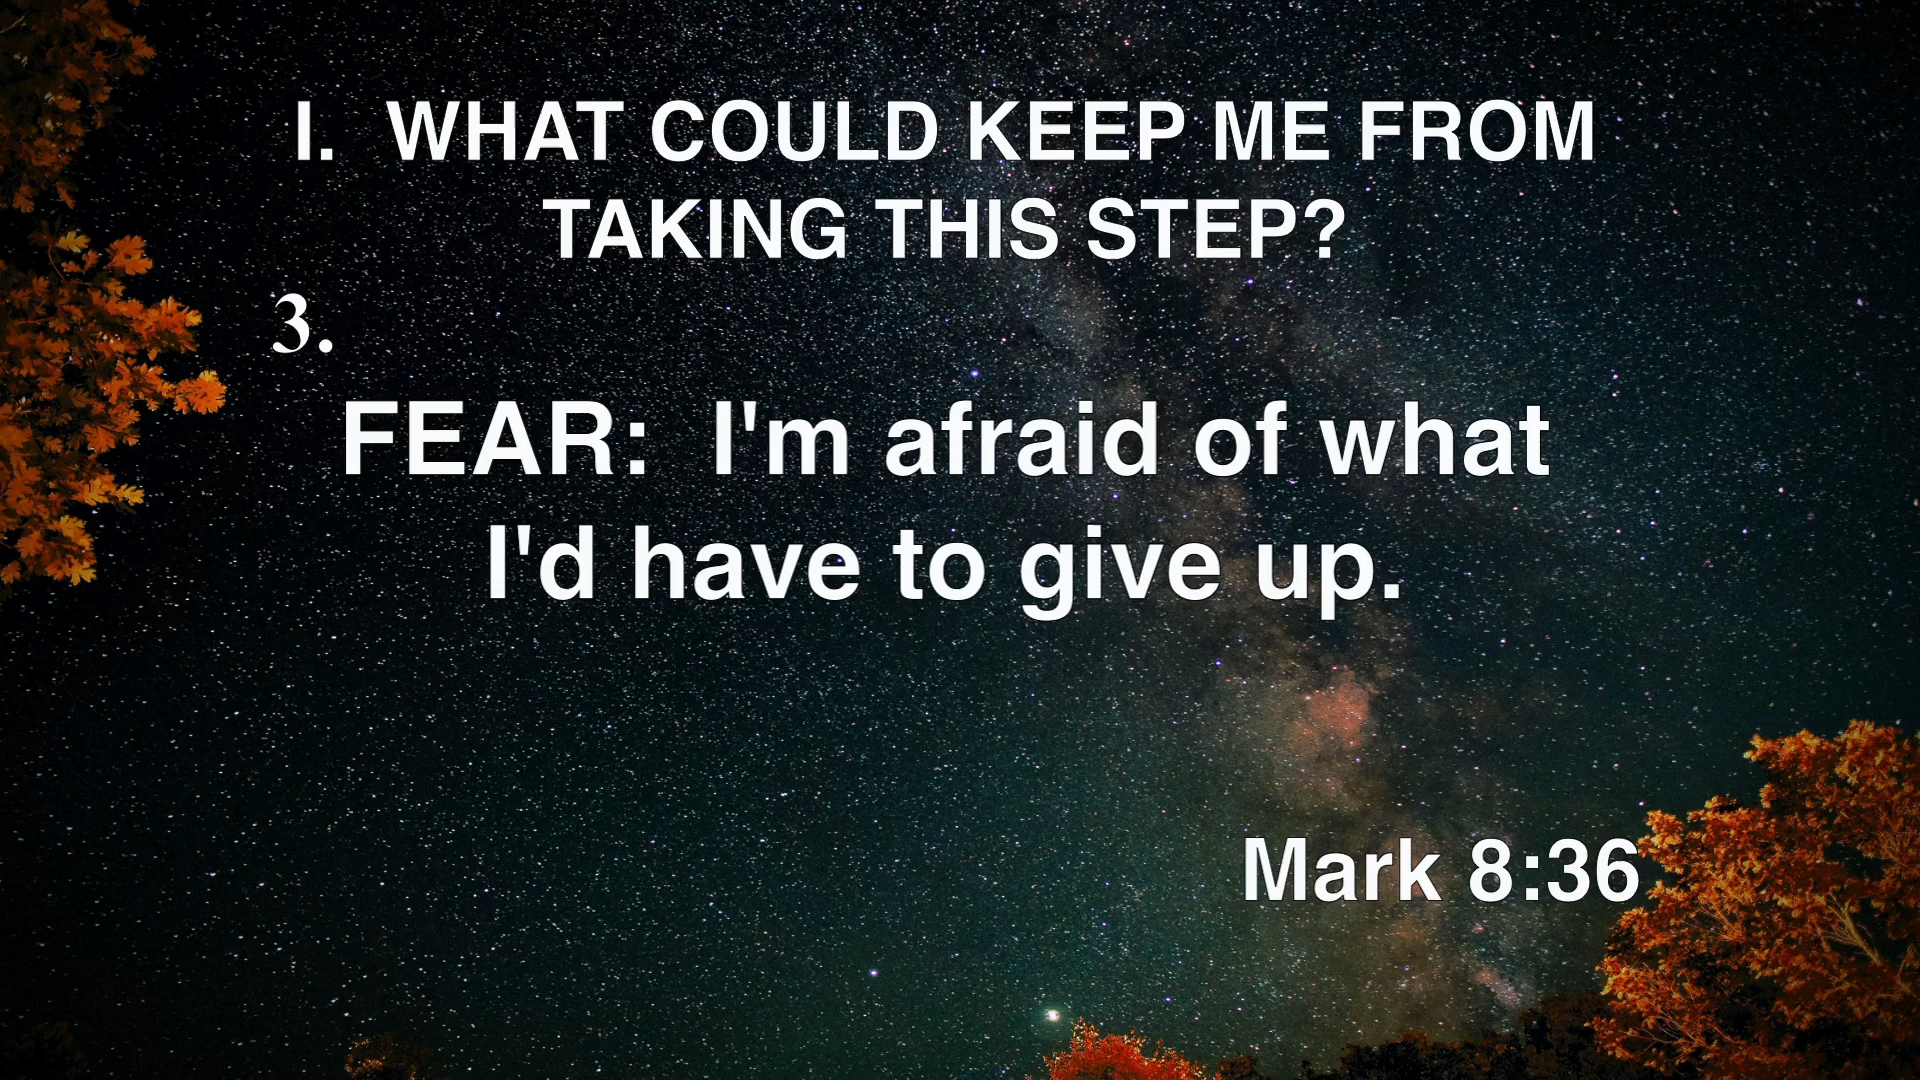 I.  WHAT COULD KEEP ME FROM
TAKING THIS STEP?
3.
FEAR:  I'm afraid of what
I'd have to give up.
Mark 8:36